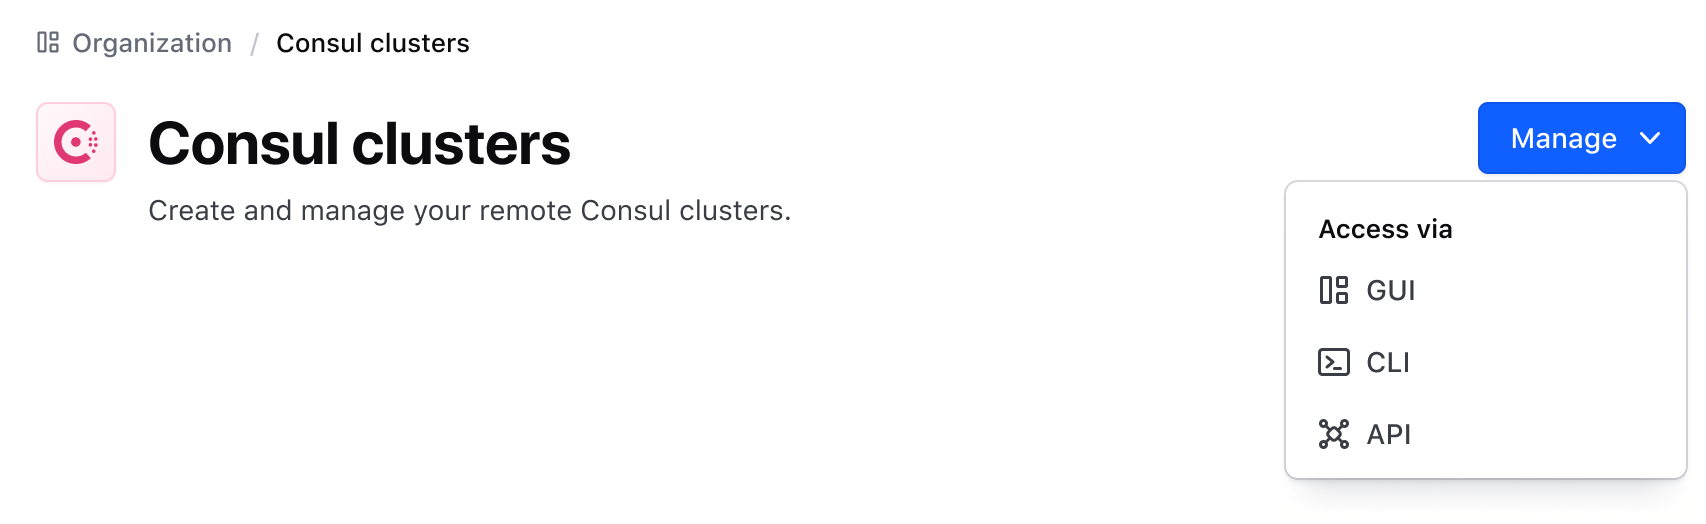 Organization / Consul clusters
Consul clusters
Create and manage your remote Consul clusters.
Manage
Access via
GUI
CLI
API